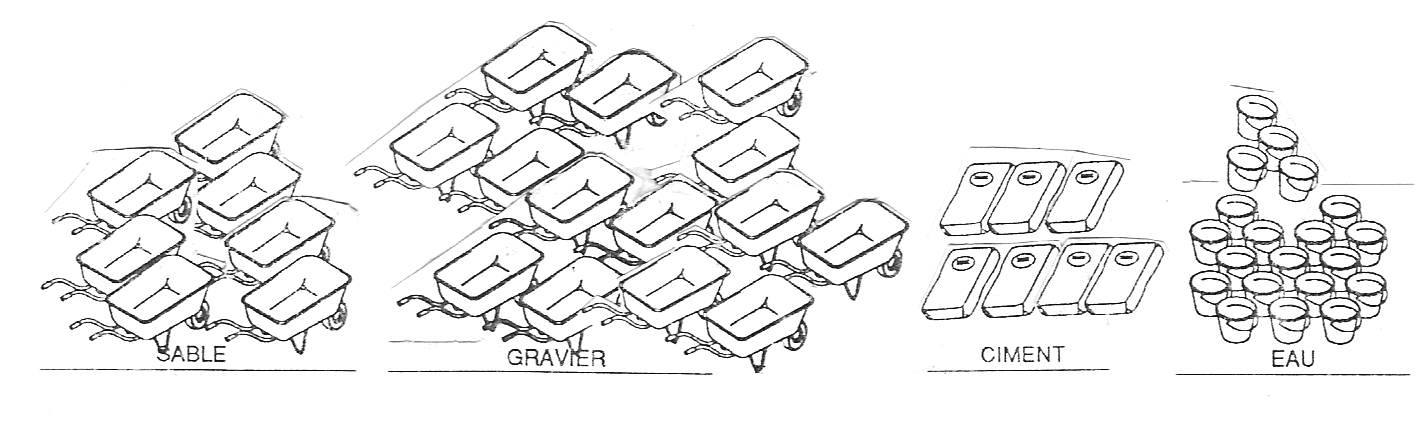 SABLE
GRAVIER
CIMENT
EAU